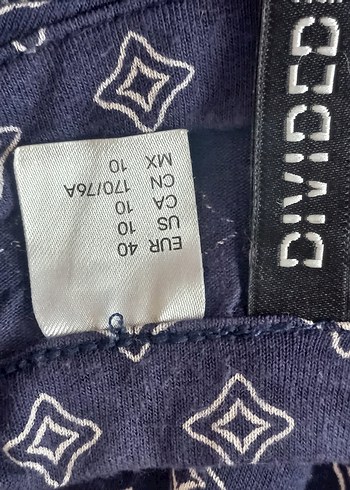 EUR 40
US 10
CA 10
CN 170/76A
MX 10
DIVIDED